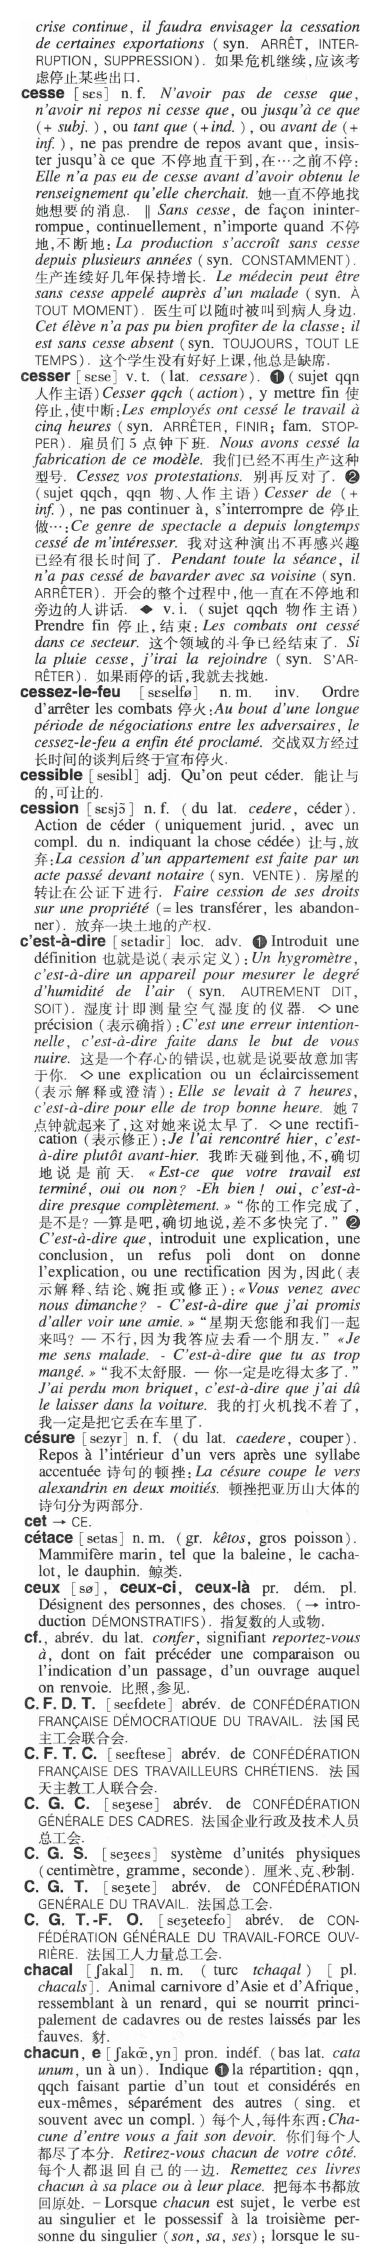 crise continue, il faudra envisager la cessation
de certaines exportations (syn. ARRÊT, INTER-
RUPTION, SUPPRESSION). 如果危机继续,应该考
虑停止某些出口.
cesse [sɛs] n. f. N'avoir pas de cesse que,
n'avoir ni repos ni cesse que, ou jusqu'à ce que
(+ subj.), ou tant que (+ind.), ou avant de (+
inf.), ne pas prendre de repos avant que, insis-
ter jusqu'à ce que 不停地直干到,在…之前不停:
Elle n'a pas eu de cesse avant d'avoir obtenu le
renseignement qu'elle cherchait. 她一直不停地找
她想要的消息. ‖ Sans cesse, de façon ininter-
rompue, continuellement, n'importe quand 不停
地,不断地: La production s'accroît sans cesse
depuis plusieurs années (syn. CONSTAMMENT).
生产连续好几年保持增长. Le médecin peut être
sans cesse appelé auprès d'un malade (syn. À
TOUT MOMENT). 医生可以随时被叫到病人身边.
Cet élève n'a pas pu bien profiter de la classe: il
est sans cesse absent (syn. TOUJOURS, TOUT LE
TEMPS). 这个学生没有好好上课,他总是缺席.
cesser [sɛse] v. t. (lat. cessare). ❶ (sujet qqn
人作主语) Cesser qqch (action), y mettre fin 使
停止,使中断: Les employés ont cessé le travail à
cinq heures (syn. ARRÊTER, FINIR; fam. STOP-
PER). 雇员们 5 点钟下班. Nous avons cessé la
fabrication de ce modèle. 我们已经不再生产这种
型号. Cessez vos protestations. 别再反对了. ❷
(sujet qqch, qqn 物、人作主语) Cesser de (+
inf.), ne pas continuer à, s'interrompre de 停止
做…: Ce genre de spectacle a depuis longtemps
cessé de m'intéresser. 我对这种演出不再感兴趣
已经有很长时间了. Pendant toute la séance, il
n'a pas cessé de bavarder avec sa voisine (syn.
ARRÊTER). 开会的整个过程中,他一直在不停地和
旁边的人讲话. ◆ v. i. (sujet qqch 物作主语)
Prendre fin 停止,结束: Les combats ont cessé
dans ce secteur. 这个领域的斗争已经结束了. Si
la pluie cesse, j'irai la rejoindre (syn. S'AR-
RÊTER). 如果雨停的话,我就去找她.
cessez-le-feu [sɛselfø] n. m. inv. Ordre
d'arrêter les combats 停火: Au bout d'une longue
période de négociations entre les adversaires, le
cessez-le-feu a enfin été proclamé. 交战双方经过
长时间的谈判后终于宣布停火.
cessible [sesibl] adj. Qu'on peut céder. 能让与
的,可让的.
cession [sɛsjɔ̃] n. f. (du lat. cedere, céder).
Action de céder (uniquement jurid., avec un
compl. du n. indiquant la chose cédée) 让与,放
弃: La cession d'un appartement est faite par un
acte passé devant notaire (syn. VENTE). 房屋的
转让在公证下进行. Faire cession de ses droits
sur une propriété (= les transférer, les abandon-
ner). 放弃一块土地的产权.
c'est-à-dire [sɛtadir] loc. adv. ❶ Introduit une
définition 也就是说(表示定义): Un hygromètre,
c'est-à-dire un appareil pour mesurer le degré
d'humidité de l'air (syn. AUTREMENT DIT,
SOIT). 湿度计即测量空气湿度的仪器. ◇ une
précision (表示确指): C'est une erreur intention-
nelle, c'est-à-dire faite dans le but de vous
nuire. 这是一个存心的错误,也就是说要故意加害
于你. ◇ une explication ou un éclaircissement
(表示解释或澄清): Elle se levait à 7 heures,
c'est-à-dire pour elle de trop bonne heure. 她 7
点钟就起来了,这对她来说太早了. ◇ une rectifi-
cation (表示修正): Je l'ai rencontré hier, c'est-
à-dire plutôt avant-hier. 我昨天碰到他,不,确切
地说是前天. « Est-ce que votre travail est
terminé, oui ou non? -Eh bien! oui, c'est-à-
dire presque complètement. » “你的工作完成了,
是不是? —算是吧,确切地说,差不多快完了.” ❷
C'est-à-dire que, introduit une explication, une
conclusion, un refus poli dont on donne
l'explication, ou une rectification 因为,因此(表
示解释、结论、婉拒或修正): «Vous venez avec
nous dimanche? - C'est-à-dire que j'ai promis
d'aller voir une amie. » “星期天您能和我们一起
来吗? — 不行,因为我答应去看一个朋友.” «Je
me sens malade. - C'est-à-dire que tu as trop
mangé. » “我不太舒服. — 你一定是吃得太多了.”
J'ai perdu mon briquet, c'est-à-dire que j'ai dû
le laisser dans la voiture. 我的打火机找不着了,
我一定是把它丢在车里了.
césure [sezyr] n. f. (du lat. caedere, couper).
Repos à l'intérieur d'un vers après une syllabe
accentuée 诗句的顿挫: La césure coupe le vers
alexandrin en deux moitiés. 顿挫把亚历山大体的
诗句分为两部分.
cet → CE.
cétace [setas] n. m. (gr. kêtos, gros poisson).
Mammifère marin, tel que la baleine, le cacha-
lot, le dauphin. 鲸类.
ceux [sø], ceux-ci, ceux-là pr. dém. pl.
Désignent des personnes, des choses. (→ intro-
duction DÉMONSTRATIFS). 指复数的人或物.
cf., abrév. du lat. confer, signifiant reportez-vous
à, dont on fait précéder une comparaison ou
l'indication d'un passage, d'un ouvrage auquel
on renvoie. 比照,参见.
C. F. D. T. [seɛfdete] abrév. de CONFÉDÉRATION
FRANÇAISE DÉMOCRATIQUE DU TRAVAIL. 法国民
主工会联合会.
C. F. T. C. [seɛftese] abrév. de CONFÉDÉRATION
FRANÇAISE DES TRAVAILLEURS CHRÉTIENS. 法国
天主教工人联合会.
C. G. C. [seʒese] abrév. de CONFÉDÉRATION
GÉNÉRALE DES CADRES. 法国企业行政及技术人员
总工会.
C. G. S. [seʒeɛs] système d'unités physiques
(centimètre, gramme, seconde). 厘米、克、秒制.
C. G. T. [seʒete] abrév. de CONFÉDÉRATION
GENÉRALE DU TRAVAIL. 法国总工会.
C. G. T.-F. O. [seʒeteɛfo] abrév. de CON-
FÉDÉRATION GÉNÉRALE DU TRAVAIL-FORCE OUV-
RIÈRE. 法国工人力量总工会.
chacal [ʃakal] n. m. (turc tchaqal) [pl.
chacals]. Animal carnivore d'Asie et d'Afrique,
ressemblant à un renard, qui se nourrit princi-
palement de cadavres ou de restes laissés par les
fauves. 豺.
chacun, e [ʃakœ̃, yn] pron. indéf. (bas lat. cata
unum, un à un). Indique ❶ la répartition: qqn,
qqch faisant partie d'un tout et considérés en
eux-mêmes, séparément des autres (sing. et
souvent avec un compl.) 每个人,每件东西: Cha-
cune d'entre vous a fait son devoir. 你们每个人
都尽了本分. Retirez-vous chacun de votre côté.
每个人都退回自己的一边. Remettez ces livres
chacun à sa place ou à leur place. 把每本书都放
回原处. – Lorsque chacun est sujet, le verbe est
au singulier et le possessif à la troisième per-
sonne du singulier (son, sa, ses); lorsque le su-